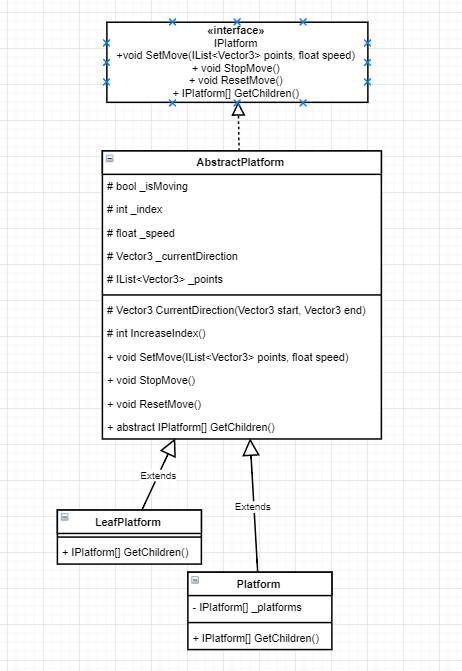 «interface»
IPlatform
+void SetMove(IList<Vector3> points, float speed)
+ void StopMove()
+ void ResetMove()
+ IPlatform[] GetChildren()
AbstractPlatform
# bool _isMoving
# int _index
# float _speed
# Vector3 _currentDirection
# IList<Vector3> _points
# Vector3 CurrentDirection(Vector3 start, Vector3 end)
# int IncreaseIndex()
+ void SetMove(IList<Vector3> points, float speed)
+ void StopMove()
+ void ResetMove()
+ abstract IPlatform[] GetChildren()
Extends
Extends
LeafPlatform
+ IPlatform[] GetChildren()
Platform
- IPlatform[] _platforms
+ IPlatform[] GetChildren()